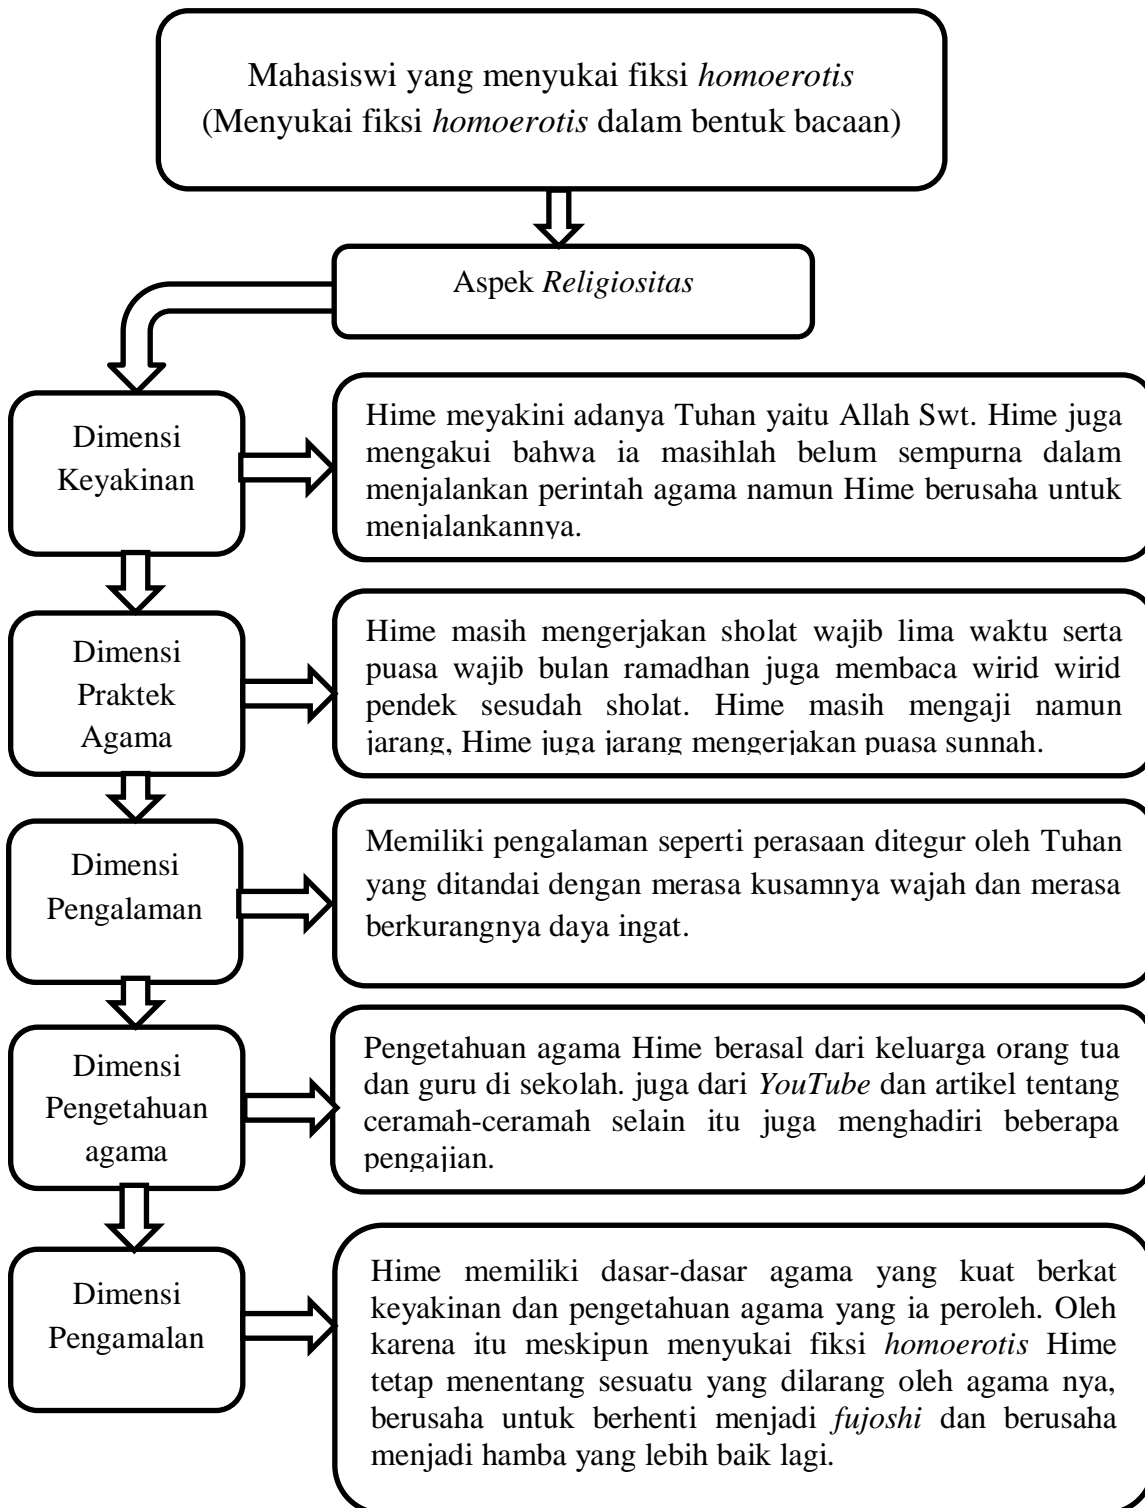 Mahasiswi yang menyukai fiksi homoerotis
(Menyukai fiksi homoerotis dalam bentuk bacaan)
Aspek Religiositas
Dimensi
Keyakinan
Hime meyakini adanya Tuhan yaitu Allah Swt. Hime juga
mengakui bahwa ia masihlah belum sempurna dalam
menjalankan perintah agama namun Hime berusaha untuk
menjalankannya.
Dimensi
Praktek
Agama
Hime masih mengerjakan sholat wajib lima waktu serta
puasa wajib bulan ramadhan juga membaca wirid wirid
pendek sesudah sholat. Hime masih mengaji namun
jarang, Hime juga jarang mengerjakan puasa sunnah.
Dimensi
Pengalaman
Memiliki pengalaman seperti perasaan ditegur oleh Tuhan
yang ditandai dengan merasa kusamnya wajah dan merasa
berkurangnya daya ingat.
Dimensi
Pengetahuan
agama
Pengetahuan agama Hime berasal dari keluarga orang tua
dan guru di sekolah. juga dari YouTube dan artikel tentang
ceramah-ceramah selain itu juga menghadiri beberapa
pengajian.
Dimensi
Pengamalan
Hime memiliki dasar-dasar agama yang kuat berkat
keyakinan dan pengetahuan agama yang ia peroleh. Oleh
karena itu meskipun menyukai fiksi homoerotis Hime
tetap menentang sesuatu yang dilarang oleh agama nya,
berusaha untuk berhenti menjadi fujoshi dan berusaha
menjadi hamba yang lebih baik lagi.